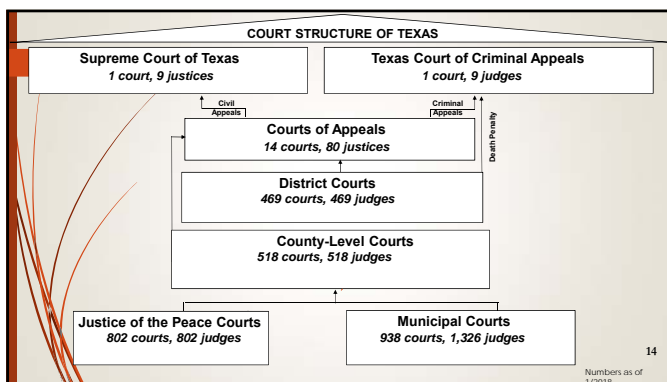 COURT STRUCTURE OF TEXAS
Supreme Court of Texas
1 court, 9 justices
Texas Court of Criminal Appeals
1 court, 9 judges
Civil
Appeals
Criminal
Appeals
Death Penalty
Courts of Appeals
14 courts, 80 justices
District Courts
469 courts, 469 judges
County-Level Courts
518 courts, 518 judges
Justice of the Peace Courts
802 courts, 802 judges
Municipal Courts
938 courts, 1,326 judges
14
Numbers as of
1/2018